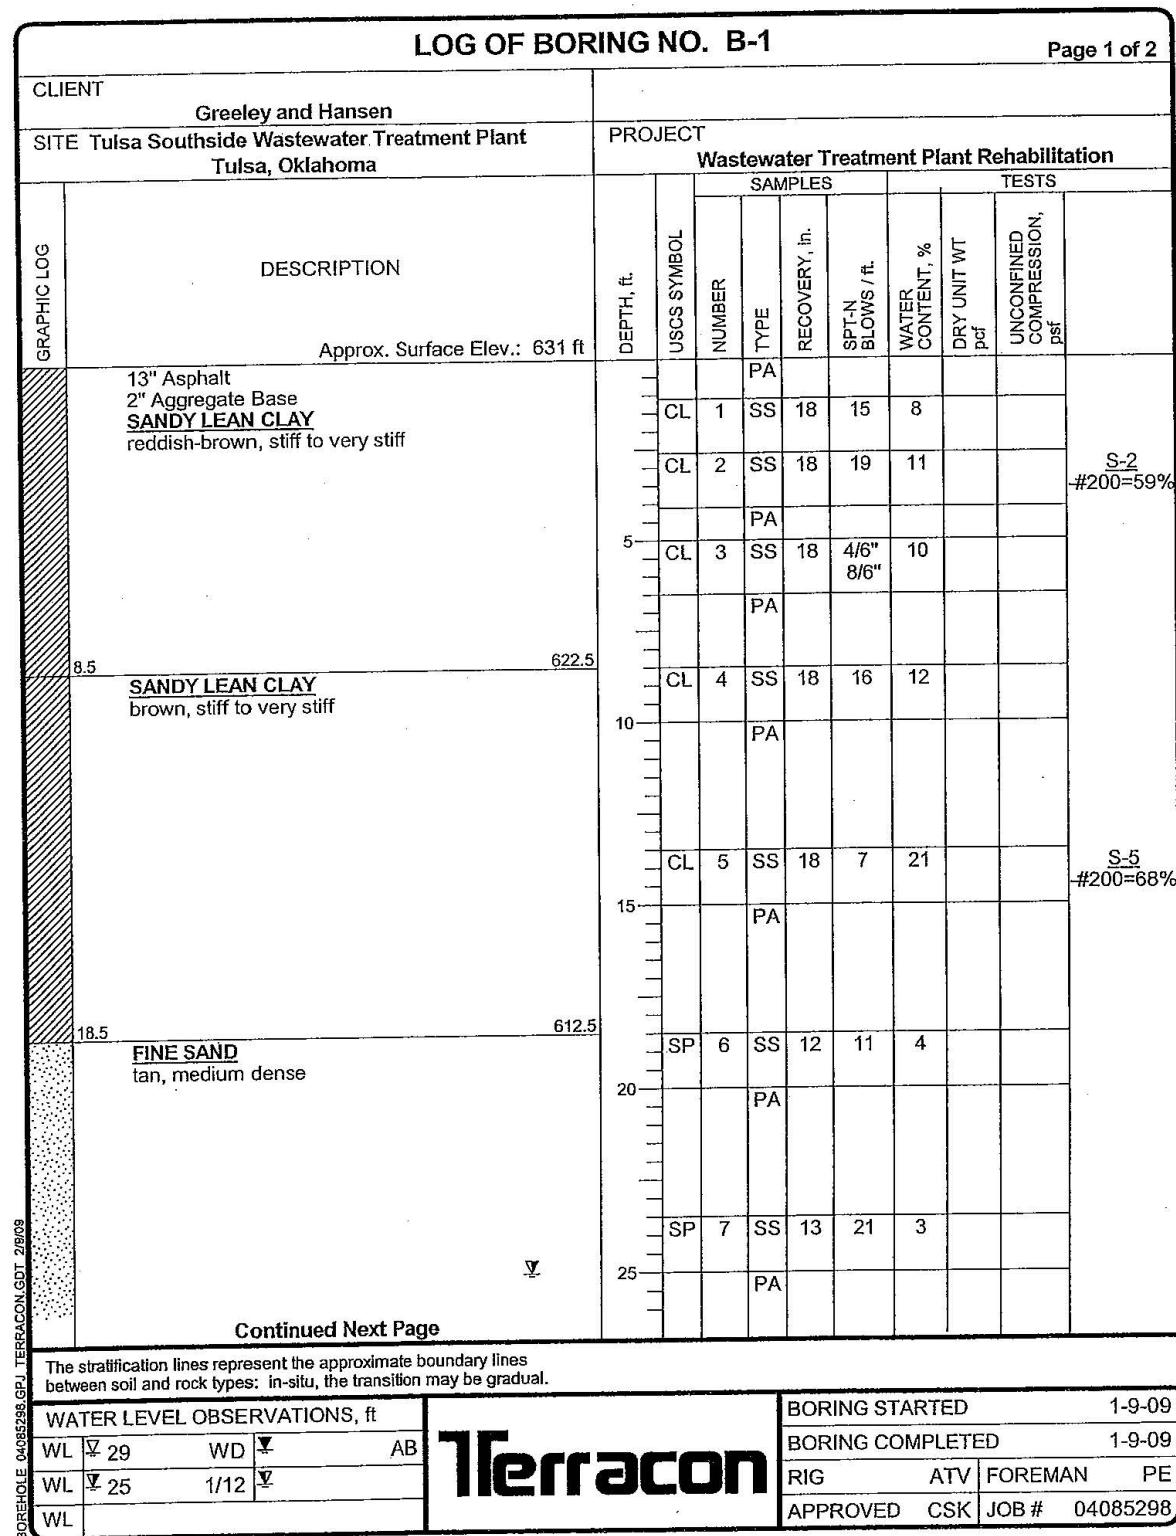 LOG OF BORING NO. B-1
Page 1 of 2
CLIENT
Greeley and Hansen
SITE Tulsa Southside Wastewater Treatment Plant
Tulsa, Oklahoma
PROJECT
Wastewater Treatment Plant Rehabilitation
GRAPHIC LOG
DESCRIPTION
Approx. Surface Elev.: 631 ft
DEPTH, ft.
USCS SYMBOL
SAMPLES
NUMBER
TYPE
RECOVERY, in.
SPT-N
BLOWS / ft.
TESTS
WATER
CONTENT, %
DRY UNIT WT
pcf
UNCONFINED
COMPRESSION,
psf
13" Asphalt
2" Aggregate Base
SANDY LEAN CLAY
reddish-brown, stiff to very stiff
PA
CL 1 SS 18 15 8
CL 2 SS 18 19 11 S-2
-#200=59%
PA
5
CL 3 SS 18 4/6" 10
8/6"
PA
8.5 622.5
SANDY LEAN CLAY
brown, stiff to very stiff
CL 4 SS 18 16 12
10
PA
CL 5 SS 18 7 21 S-5
-#200=68%
15
PA
18.5 612.5
FINE SAND
tan, medium dense
SP 6 SS 12 11 4
20
PA
SP 7 SS 13 21 3
25
PA
Continued Next Page
The stratification lines represent the approximate boundary lines
between soil and rock types: in-situ, the transition may be gradual.
WATER LEVEL OBSERVATIONS, ft
WL 29 WD AB
WL 25 1/12
WL
Terracon
BORING STARTED 1-9-09
BORING COMPLETED 1-9-09
RIG ATV FOREMAN PE
APPROVED CSK JOB # 04085298
BOREHOLE 04085298.GPJ TERRACON.GDT 2/9/09